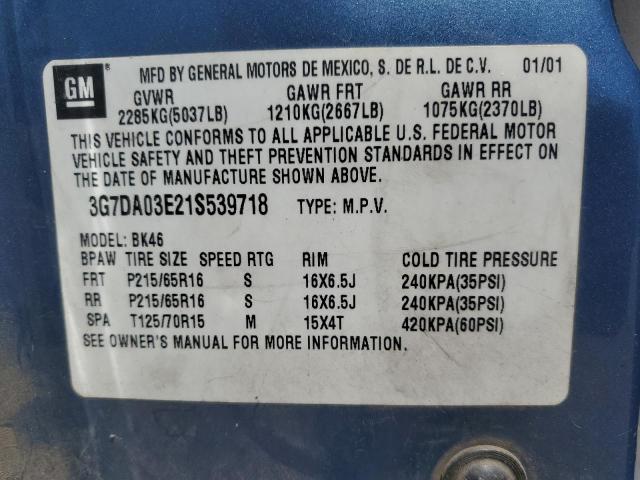 GM
MFD BY GENERAL MOTORS DE MEXICO, S. DE R.L. DE C.V. 01/01
GVWR GAWR FRT GAWR RR
2285KG(5037LB) 1210KG(2667LB) 1075KG(2370LB)
THIS VEHICLE CONFORMS TO ALL APPLICABLE U.S. FEDERAL MOTOR
VEHICLE SAFETY AND THEFT PREVENTION STANDARDS IN EFFECT ON
THE DATE OF MANUFACTURE SHOWN ABOVE.
3G7DA03E21S539718 TYPE: M.P.V.
MODEL: BK46
BPAW TIRE SIZE SPEED RTG RIM COLD TIRE PRESSURE
FRT P215/65R16 S 16X6.5J 240KPA(35PSI)
RR P215/65R16 S 16X6.5J 240KPA(35PSI)
SPA T125/70R15 M 15X4T 420KPA(60PSI)
SEE OWNER'S MANUAL FOR MORE INFORMATION.